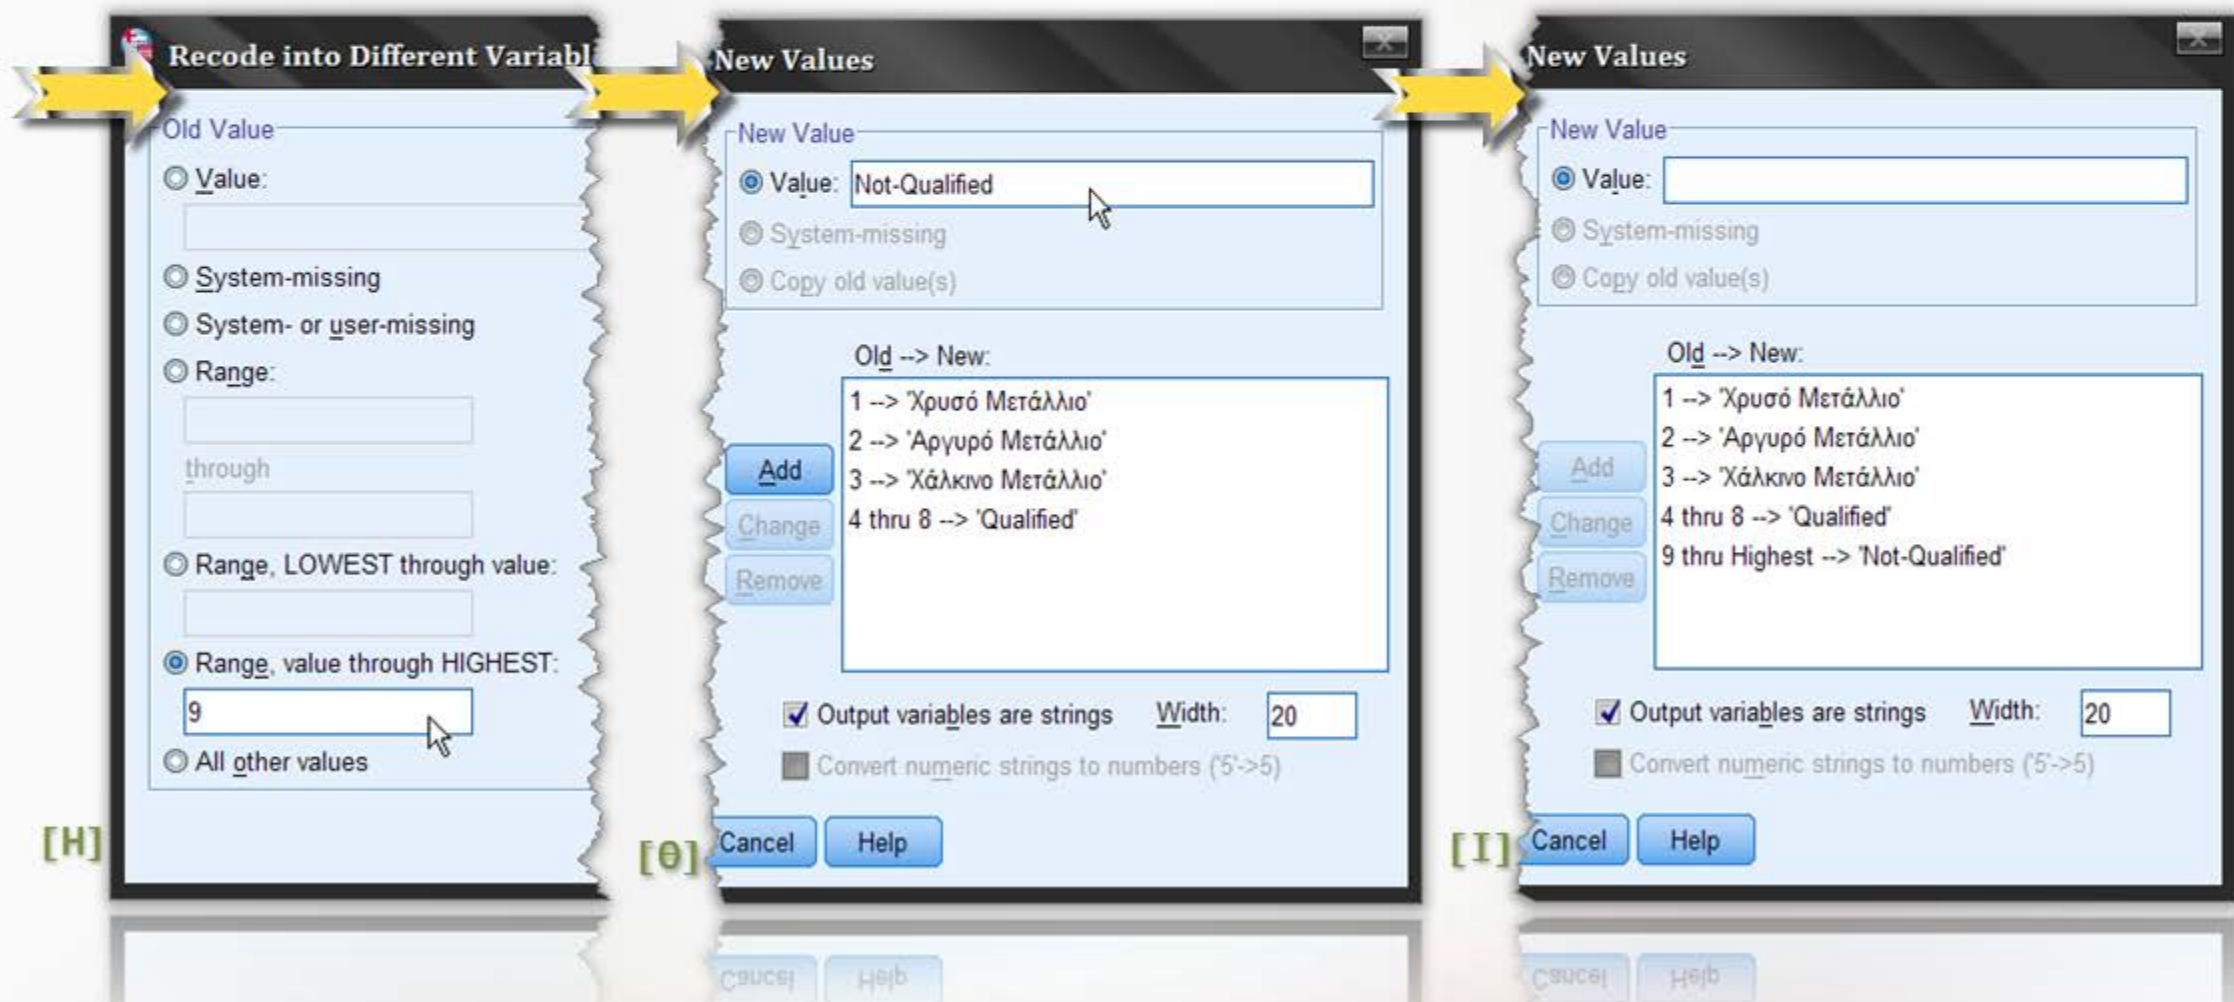 Recode into Different Variabl
Old Value
Value:
System-missing
System- or user-missing
Range:
through
Range, LOWEST through value:
Range, value through HIGHEST:
9
All other values
[H]
New Values
New Value
Value: Not-Qualified
System-missing
Copy old value(s)
Old --> New:
1 --> 'Χρυσό Μετάλλιο'
2 --> 'Αργυρό Μετάλλιο'
3 --> 'Χάλκινο Μετάλλιο'
4 thru 8 --> 'Qualified'
Add
Change
Remove
Output variables are strings Width: 20
Convert numeric strings to numbers ('5'->5)
Cancel Help
[Θ]
New Values
New Value
Value:
System-missing
Copy old value(s)
Old --> New:
1 --> 'Χρυσό Μετάλλιο'
2 --> 'Αργυρό Μετάλλιο'
3 --> 'Χάλκινο Μετάλλιο'
4 thru 8 --> 'Qualified'
9 thru Highest --> 'Not-Qualified'
Add
Change
Remove
Output variables are strings Width: 20
Convert numeric strings to numbers ('5'->5)
Cancel Help
[I]